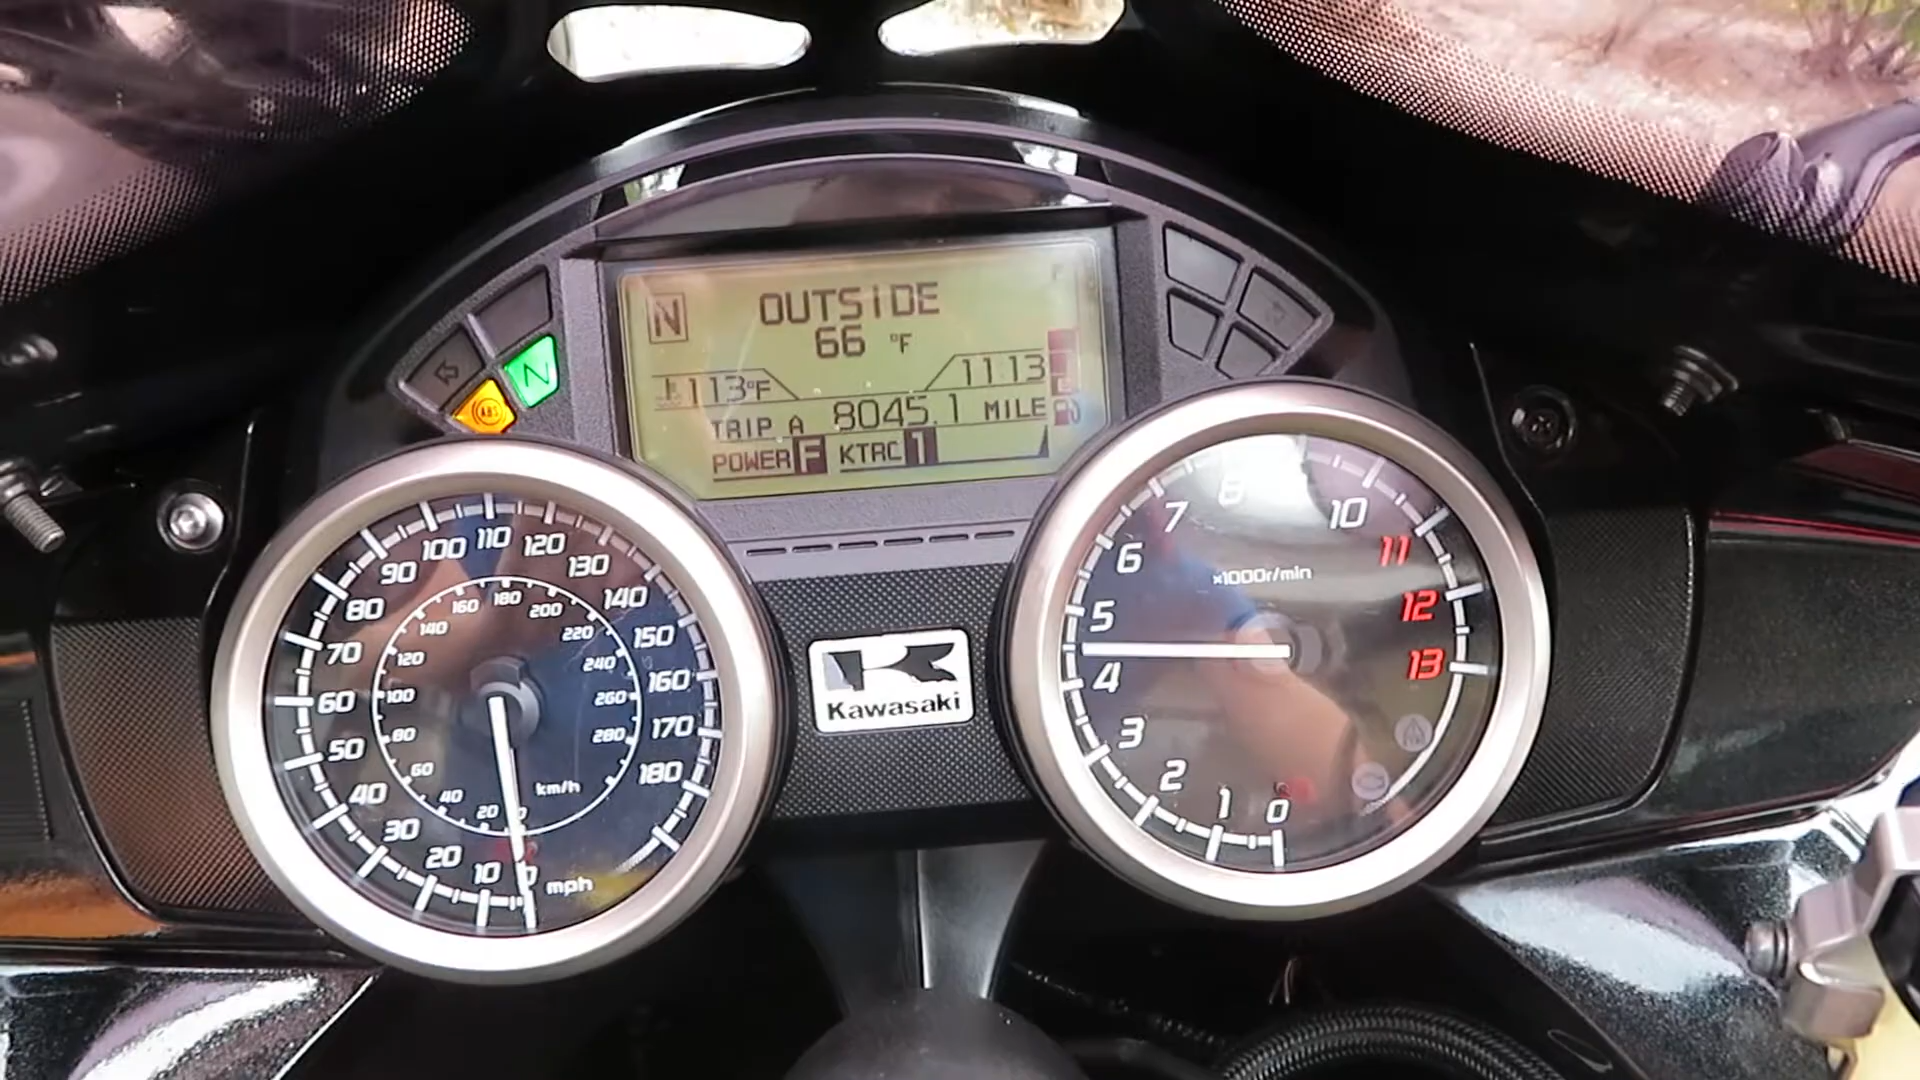 N
OUTSIDE
66 °F
113°F
11:13
TRIP A 8045.1 MILE
POWER F KTRC 1
N
ABS
10 20 30 40 50 60 70 80 90 100 110 120 130 140 150 160 170 180
mph
20 40 60 80 100 120 140 160 180 200 220 240 260 280
km/h
K
Kawasaki
0 1 2 3 4 5 6 7 8 10 11 12 13
×1000r/min